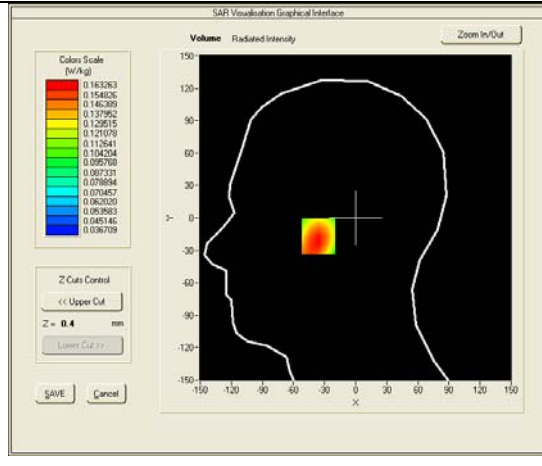 SAR Visualisation Graphical Interface
Volume Radiated Intensity
Zoom In/Out
Colors Scale
(W/kg)
0.163263
0.154826
0.146389
0.137952
0.129515
0.121078
0.112641
0.104204
0.095768
0.087331
0.078894
0.070457
0.062020
0.053583
0.045146
0.036709
Z Cuts Control
<< Upper Cut
Z = 0.4 mm
Lower Cut >>
SAVE Cancel
150-
120-
90-
60-
30-
0-
-30-
-60-
-90-
-120-
-150-
Y
-150 -120 -90 -60 -30 0 30 60 90 120 150
X